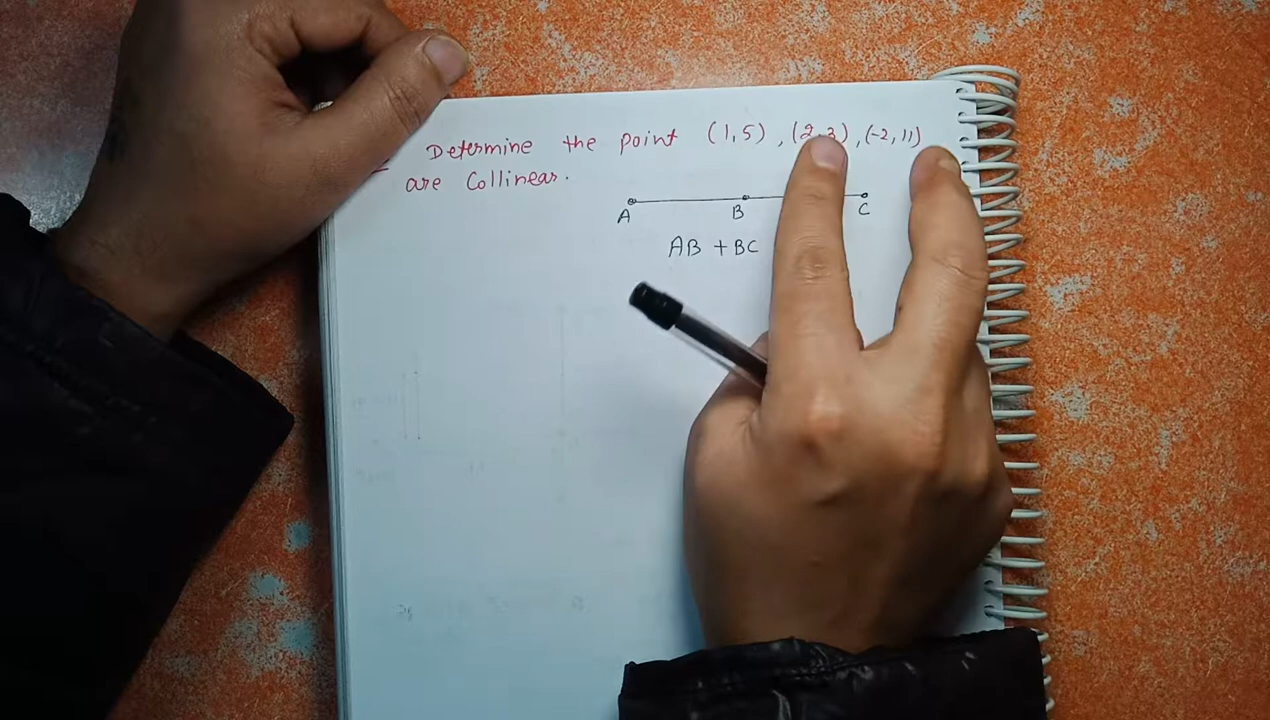 Determine the point (1,5) , (2,3) , (-2,11)
are Collinear.
A B C
AB + BC